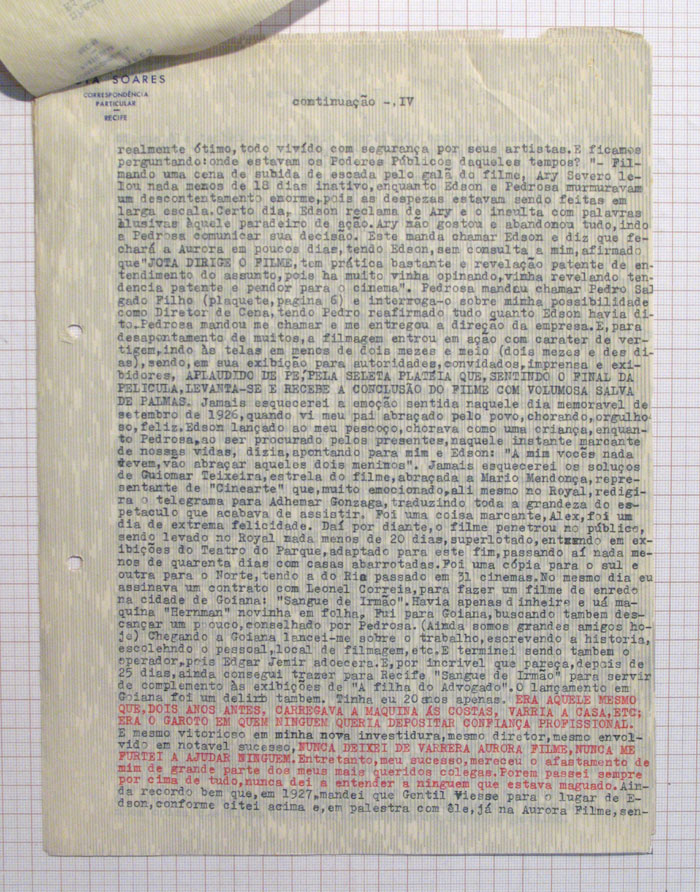 SOARES
CORRESPONDÊNCIA
PARTICULAR
RECIFE
continuação -,IV
realmente ótimo,todo vivído com segurança por seus artistas.E ficamos
perguntando:onde estavam os Poderes Públicos daqueles tempos? "- Fil-
mando uma cena de subida de escada pelo galã do filme, Ary Severo le-
lou nada menos de 18 dias inativo,enquanto Edson e Pedrosa murmuravam
um descontentamento enorme,pois as despezas estavam sendo feitas em
larga escala.Certo dia, Edson reclama de Ary e o insulta com palavras
alusivas àquele paradeiro de ação.Ary não gostou e abandonou tudo,indo
a Pedrosa comunicar sua decisão. Este manda chamar Edson e diz que fe-
chará a Aurora em poucos dias,tendo Edson,sem consulta a mim,afirmado
que"JOTA DIRIGE O FILME,tem prática bastante e revelação patente de en-
tendimento do assunto,pois ha muito vinha opinando,vinha revelando ten-
dencia patente e pendor para o cinema". Pedrosa mandou chamar Pedro Sal
gado Filho (plaquete,pagina 6) e interroga-o sobre minha possibilidade
como Diretor de Cena,tendo Pedro reafirmado tudo quanto Edson havia di-
to.Pedrosa mandou me chamar e me entregou a direção da empresa.E,para
desapontamento de muitos,a filmagem entrou em ação com carater de ver-
tigem,indo às telas em menos de dois mezes e meio (dois mezes e des di-
as),sendo,em sua exibição para autoridades,convidados,imprensa e exi-
bidores, APLAUDIDO DE PE,PELA SELETA PLATÉIA QUE,SENTINDO O FINAL DA
PELICULA,LEVANTA-SE E RECEBE A CONCLUSÃO DO FILME COM VOLUMOSA SALVA
DE PALMAS. Jamais esquecerei a emoção sentida naquele dia memoravel de
setembro de 1926,quando vi meu pai abraçado pelo povo,chorando,orgulho
so,feliz.Edson lançado ao meu pescoço,chorava como uma criança,enquan-
to Pedrosa,ao ser procurado pelos presentes,naquele instante marcante
de nossas vidas, dizia,apontando para mim e Edson: "A mim vocês nada
devem,vão abraçar aqueles dois meninos". Jamais esquecerei os soluços
de Guiomar Teixeira,estrela do filme,abraçada a Mario Mendonça,repre-
sentante de "Cinearte" que,muito emocionado,ali mesmo no Royal,redigi-
ra o telegrama para Adhemar Gonzaga,traduzindo toda a grandeza do es-
petaculo que acabava de assistir. Foi uma coisa marcante,Alex,foi um
dia de extrema felicidade. Daí por diante,o filme penetrou no público,
sendo levado no Royal nada menos de 20 dias,superlotado,entrando em ex-
ibições do Teatro do Parque,adaptado para este fim,passando aí nada me-
nos de quarenta dias com casas abarrotadas.Foi uma cópia para o sul e
outra para o Norte,tendo a do Rio passado em 31 cinemas.No mesmo dia eu
assinava um contrato com Leonel Correia,para fazer um filme de enredo
na cidade de Goiana: "Sangue de Irmão".Havia apenas dinheiro e uá ma-
quina "Herrman" novinha em folha, Fui para Goiana,buscando tambem des-
cançar um pouco,conselhado por Pedrosa.(Ainda somos grandes amigos ho-
je) Chegando a Goiana lancei-me sobre o trabalho,escrevendo a historia,
escolehndo o pessoal,local de filmagem,etc.E terminei sendo tambem o
operador,pois Edgar Jemir adoecera.E,por incrivel que pareça,depois de
25 dias,ainda consegui trazer para Recife "Sangue de Irmão" para servir
de complemento às exibições de "A filha do Advogado".O lançamento em
Goiana foi um delirio tambem. Tinha eu 20 anos apenas. ERA AQUELE MESMO
QUE,DOIS ANOS ANTES, CARREGAVA A MAQUINA ÁS COSTAS, VARRIA A CASA,ETC;
ERA O GAROTO EM QUEM NINGUEM QUERIA DEPOSITAR CONFIANÇA PROFISSIONAL.
E mesmo vitorioso em minha nova investidura,mesmo diretor,mesmo envol-
vido em notavel sucesso,NUNCA DEIXEI DE VARRERA AURORA FILME,NUNCA ME
FURTEI A AJUDAR NINGUEM.Entretanto,meu sucesso,mereceu o afastamento de
mim de grande parte dos meus mais queridos colegas.Porem passei sempre
por cima de tudo,nunca dei a entender a ninguem que estava maguado.Ain-
da recordo bem que,em 1927,mandei que Gentil viesse para o lugar de E-
dson,conforme citei acima e,em palestra com êle,já na Aurora Filme,sen-